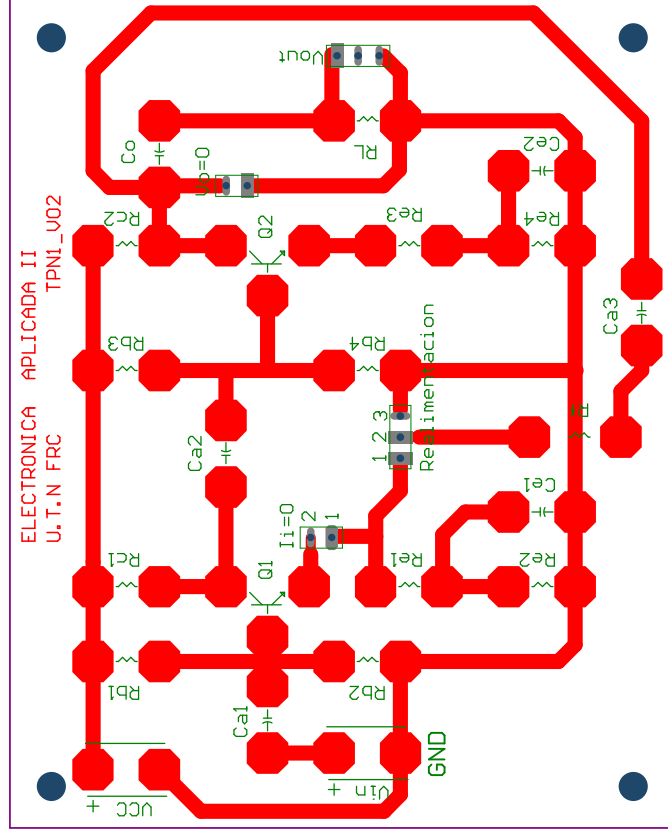 Vout
Co
RL
Ce2
Vo=0
Rc2
Q2
Re3
Re4
ELECTRONICA APLICADA II
U.T.N FRC TPN1_V02
Ca3
Rb3
Rb4
Realimentacion
1 2 3
Rf
Ca2
Ce1
Ii=0
1 2
Rc1
Q1
Re1
Re2
Rb1
Rb2
Ca1
GND
+ VCC
+ Vin